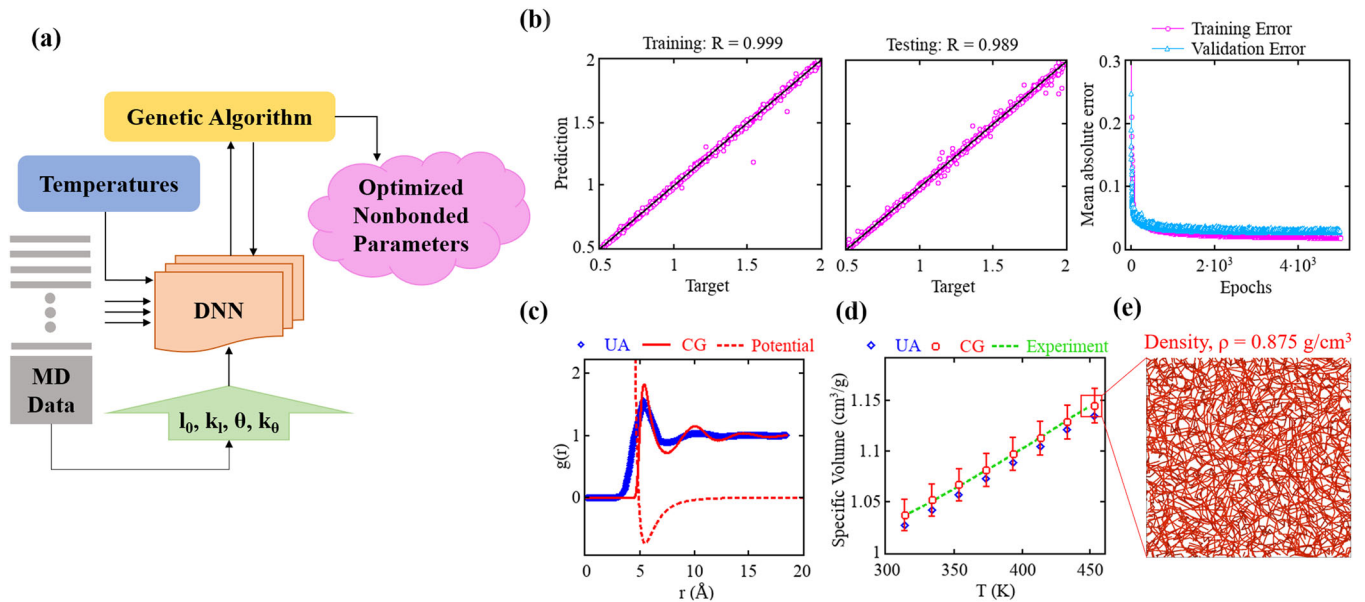 (a)
Genetic Algorithm
Temperatures
Optimized
Nonbonded
Parameters
DNN
MD
Data
l₀, kₗ, θ, k_θ
(b)
Training: R = 0.999
Prediction
2
1
0.5
0.5
1
1.5
2
Target
Testing: R = 0.989
0.5
1
1.5
2
Target
Training Error
Validation Error
Mean absolute error
0.3
0.2
0.1
0
0
2·10³
4·10³
Epochs
(c)
UA
CG
Potential
g(r)
2
1
0
0
5
10
15
20
r (Å)
(d)
UA
CG
Experiment
Specific Volume (cm³/g)
1.15
1.1
1.05
1
300
350
400
450
T (K)
(e)
Density, ρ = 0.875 g/cm³